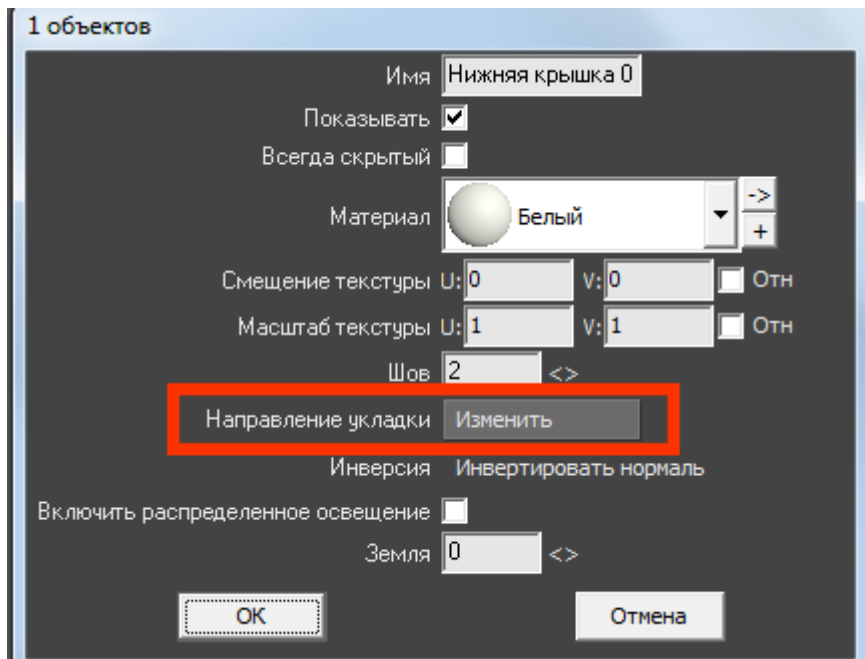 1 объектов
Имя Нижняя крышка 0
Показывать
Всегда скрытый
Материал Белый ->
+
Смещение текстуры U: 0 V: 0 Отн
Масштаб текстуры U: 1 V: 1 Отн
Шов 2 <>
Направление укладки Изменить
Инверсия Инвертировать нормаль
Включить распределенное освещение
Земля 0 <>
OK Отмена